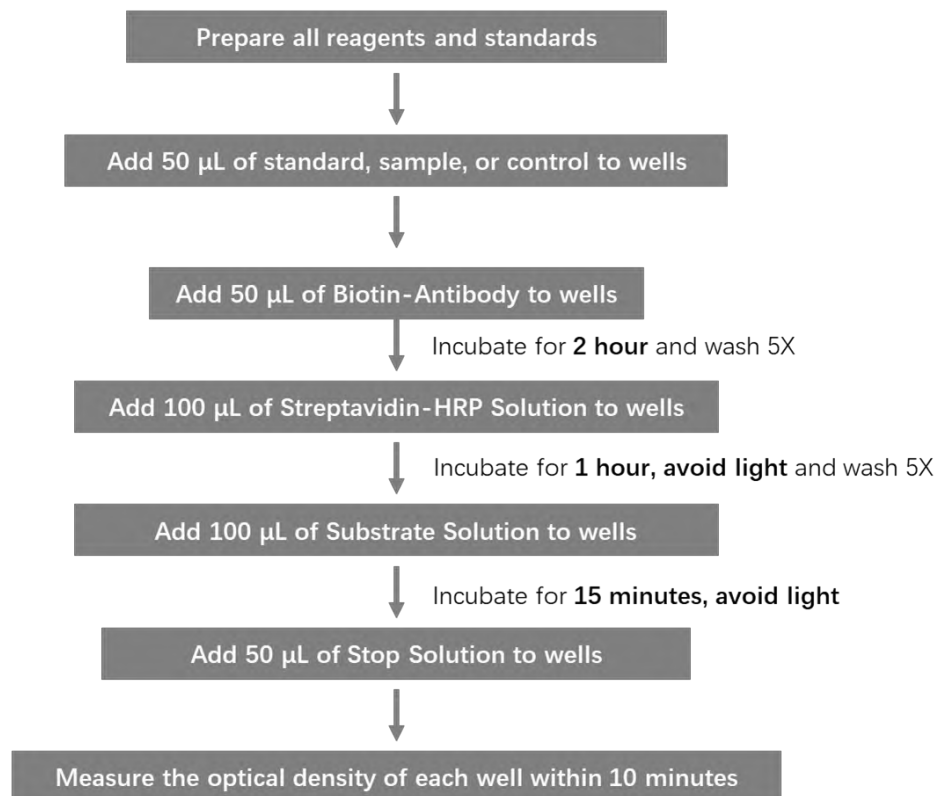 Prepare all reagents and standards
Add 50 μL of standard, sample, or control to wells
Add 50 μL of Biotin-Antibody to wells
Incubate for 2 hour and wash 5X
Add 100 μL of Streptavidin-HRP Solution to wells
Incubate for 1 hour, avoid light and wash 5X
Add 100 μL of Substrate Solution to wells
Incubate for 15 minutes, avoid light
Add 50 μL of Stop Solution to wells
Measure the optical density of each well within 10 minutes